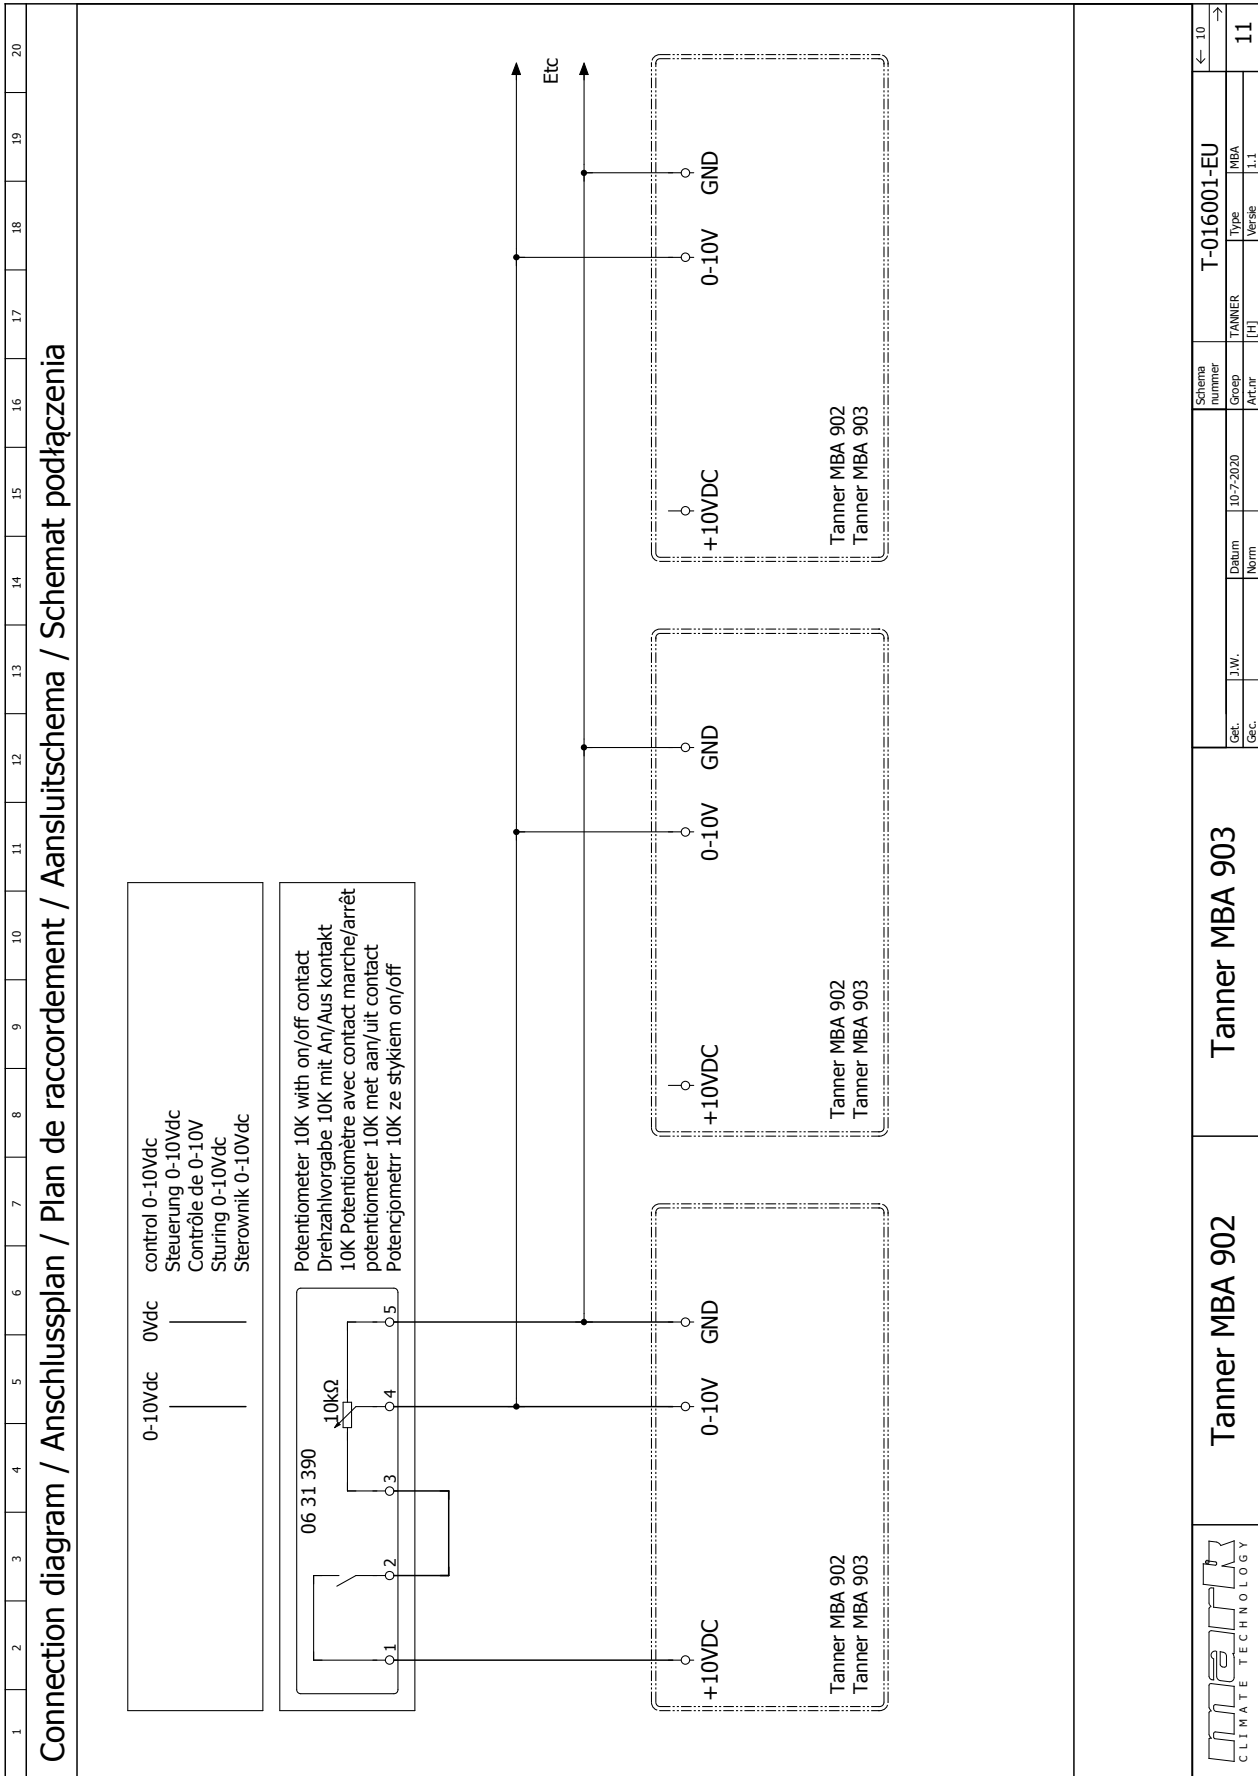 1 2 3 4 5 6 7 8 9 10 11 12 13 14 15 16 17 18 19 20
Connection diagram / Anschlussplan / Plan de raccordement / Aansluitschema / Schemat podłączenia
0-10Vdc 0Vdc
control 0-10Vdc
Steuerung 0-10Vdc
Contrôle de 0-10V
Sturing 0-10Vdc
Sterownik 0-10Vdc
06 31 390
10kΩ
1 2 3 4 5
Potentiometer 10K with on/off contact
Drehzahlvorgabe 10K mit An/Aus kontakt
10K Potentiomètre avec contact marche/arrêt
potentiometer 10K met aan/uit contact
Potencjometrr 10K ze stykiem on/off
Etc
+10VDC 0-10V GND
Tanner MBA 902
Tanner MBA 903
+10VDC 0-10V GND
Tanner MBA 902
Tanner MBA 903
+10VDC 0-10V GND
Tanner MBA 902
Tanner MBA 903
mark
CLIMATE TECHNOLOGY
Tanner MBA 902
Tanner MBA 903
Schema nummer
T-016001-EU
← 10 →
11
Get. J.W. Datum 10-7-2020 Groep TANNER Type MBA
Gec. Norm Art.nr [H] Versie 1.1